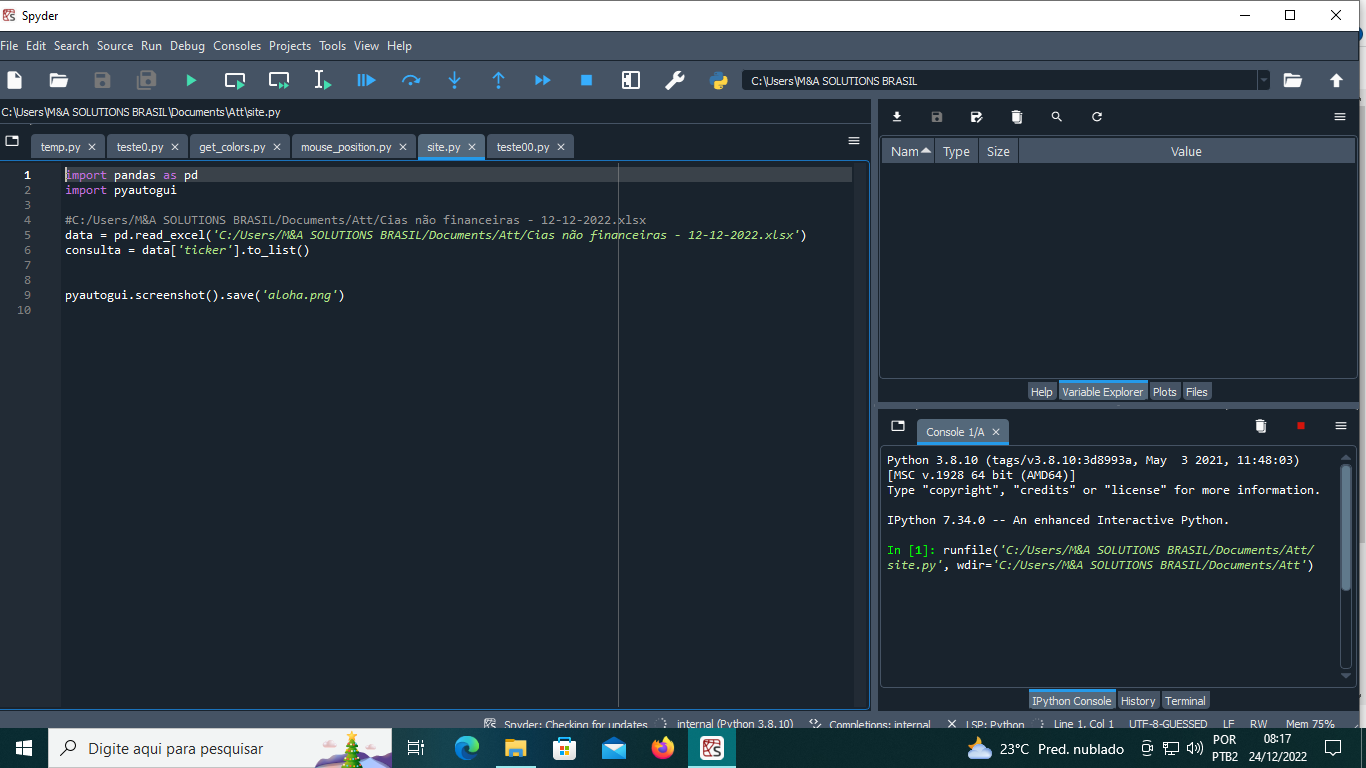 Spyder
File Edit Search Source Run Debug Consoles Projects Tools View Help
C:\Users\M&A SOLUTIONS BRASIL
C:\Users\M&A SOLUTIONS BRASIL\Documents\Att\site.py
temp.py teste0.py get_colors.py mouse_position.py site.py teste00.py
1 import pandas as pd
2 import pyautogui
3
4 #C:/Users/M&A SOLUTIONS BRASIL/Documents/Att/Cias não financeiras - 12-12-2022.xlsx
5 data = pd.read_excel('C:/Users/M&A SOLUTIONS BRASIL/Documents/Att/Cias não financeiras - 12-12-2022.xlsx')
6 consulta = data['ticker'].to_list()
7
8
9 pyautogui.screenshot().save('aloha.png')
10
Nam Type Size Value
Help Variable Explorer Plots Files
Console 1/A
Python 3.8.10 (tags/v3.8.10:3d8993a, May  3 2021, 11:48:03)
[MSC v.1928 64 bit (AMD64)]
Type "copyright", "credits" or "license" for more information.
IPython 7.34.0 -- An enhanced Interactive Python.
In [1]: runfile('C:/Users/M&A SOLUTIONS BRASIL/Documents/Att/
site.py', wdir='C:/Users/M&A SOLUTIONS BRASIL/Documents/Att')
IPython Console History Terminal
Spyder: Checking for updates internal (Python 3.8.10) Completions: internal LSP: Python Line 1, Col 1 UTF-8-GUESSED LF RW Mem 75%
Digite aqui para pesquisar
23°C Pred. nublado
POR
PTB2
08:17
24/12/2022